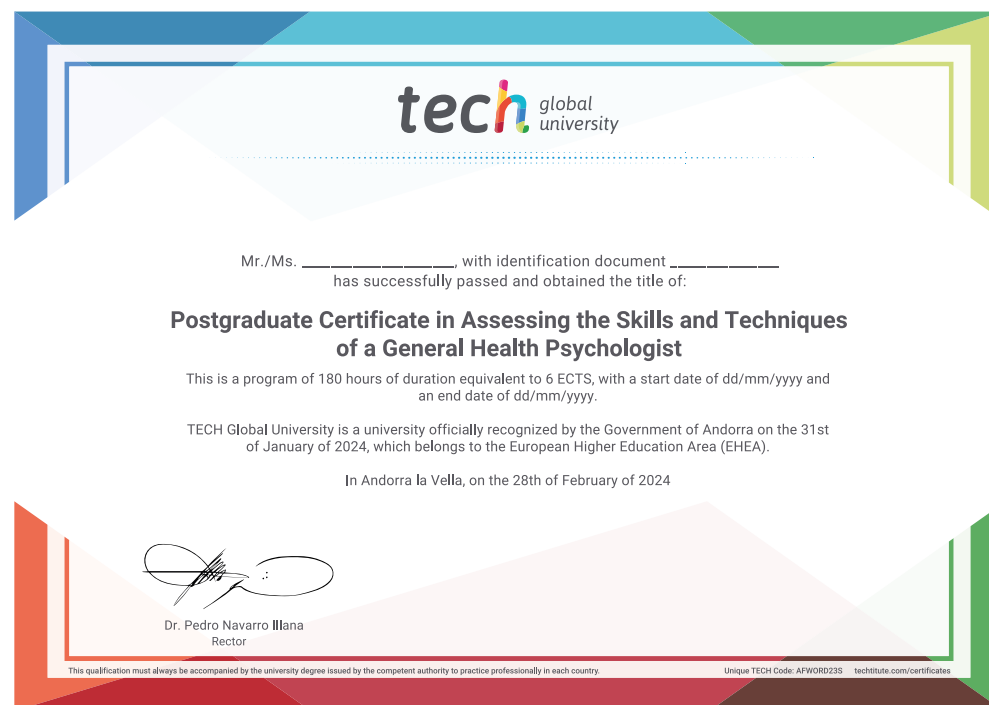 tech global
university
Mr./Ms. __________________, with identification document ____________
has successfully passed and obtained the title of:
Postgraduate Certificate in Assessing the Skills and Techniques
of a General Health Psychologist
This is a program of 180 hours of duration equivalent to 6 ECTS, with a start date of dd/mm/yyyy and
an end date of dd/mm/yyyy.
TECH Global University is a university officially recognized by the Government of Andorra on the 31st
of January of 2024, which belongs to the European Higher Education Area (EHEA).
In Andorra la Vella, on the 28th of February of 2024
Dr. Pedro Navarro Illana
Rector
This qualification must always be accompanied by the university degree issued by the competent authority to practice professionally in each country.
Unique TECH Code: AFWORD23S techtitute.com/certificates